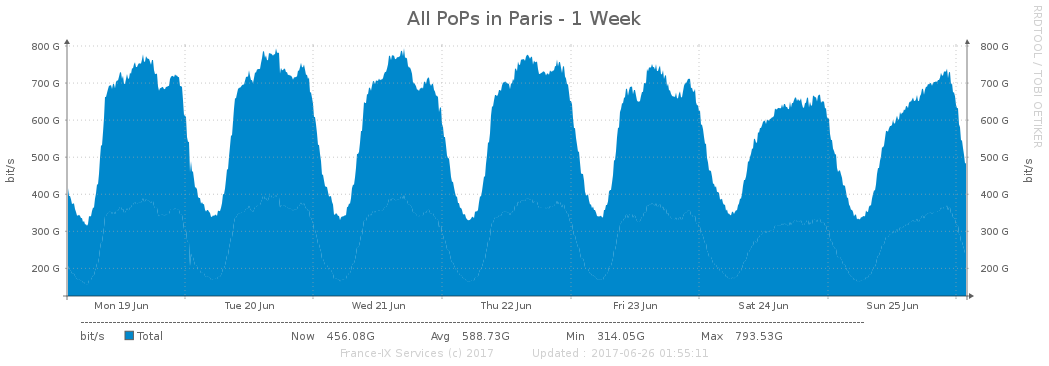 All PoPs in Paris - 1 Week
RRDTOOL / TOBI OETIKER
800 G 800 G
700 G 700 G
600 G 600 G
500 G 500 G
bit/s bit/s
400 G 400 G
300 G 300 G
200 G 200 G
Mon 19 Jun Tue 20 Jun Wed 21 Jun Thu 22 Jun Fri 23 Jun Sat 24 Jun Sun 25 Jun
bit/s Total Now 456.08G Avg 588.73G Min 314.05G Max 793.53G
France-IX Services (c) 2017 Updated : 2017-06-26 01:55:11